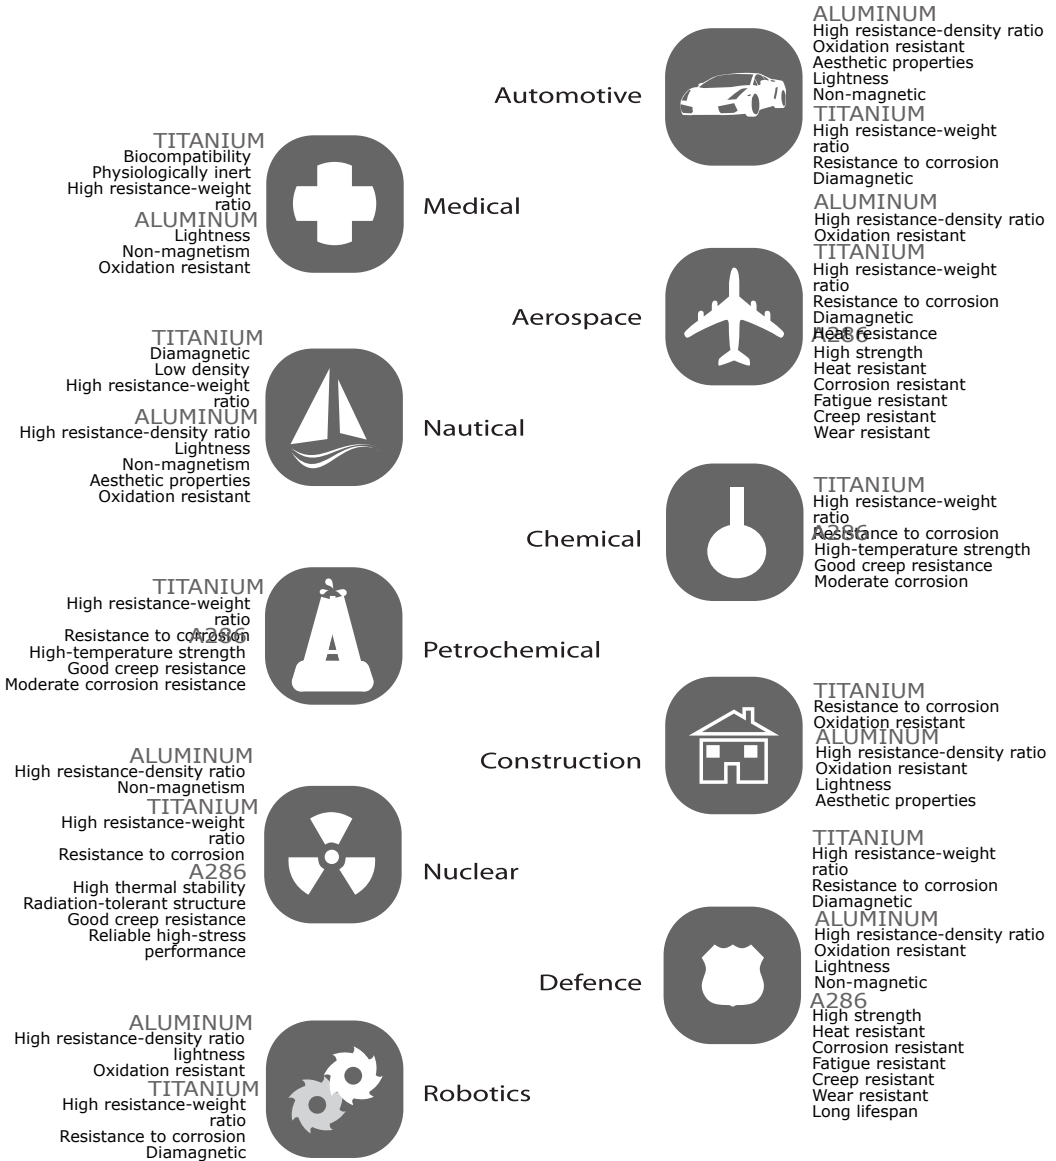 ALUMINUM
High resistance-density ratio
Oxidation resistant
Aesthetic properties
Lightness
Non-magnetic
Automotive
TITANIUM
High resistance-weight
ratio
Resistance to corrosion
Diamagnetic
TITANIUM
Biocompatibility
Physiologically inert
High resistance-weight
ratio
ALUMINUM
Lightness
Non-magnetism
Oxidation resistant
Medical
ALUMINUM
High resistance-density ratio
Oxidation resistant
TITANIUM
High resistance-weight
ratio
Resistance to corrosion
Diamagnetic
Heat resistance
A286
High strength
Heat resistant
Corrosion resistant
Fatigue resistant
Creep resistant
Wear resistant
Aerospace
TITANIUM
Diamagnetic
Low density
High resistance-weight
ratio
ALUMINUM
High resistance-density ratio
Lightness
Non-magnetism
Aesthetic properties
Oxidation resistant
Nautical
TITANIUM
High resistance-weight
ratio
Resistance to corrosion
A286
High-temperature strength
Good creep resistance
Moderate corrosion
Chemical
TITANIUM
High resistance-weight
ratio
Resistance to corrosion
A286
High-temperature strength
Good creep resistance
Moderate corrosion resistance
Petrochemical
TITANIUM
Resistance to corrosion
Oxidation resistant
ALUMINUM
High resistance-density ratio
Oxidation resistant
Lightness
Aesthetic properties
Construction
ALUMINUM
High resistance-density ratio
Non-magnetism
TITANIUM
High resistance-weight
ratio
Resistance to corrosion
A286
High thermal stability
Radiation-tolerant structure
Good creep resistance
Reliable high-stress
performance
Nuclear
TITANIUM
High resistance-weight
ratio
Resistance to corrosion
Diamagnetic
ALUMINUM
High resistance-density ratio
Oxidation resistant
Lightness
Non-magnetic
A286
High strength
Heat resistant
Corrosion resistant
Fatigue resistant
Creep resistant
Wear resistant
Long lifespan
Defence
ALUMINUM
High resistance-density ratio
lightness
Oxidation resistant
TITANIUM
High resistance-weight
ratio
Resistance to corrosion
Diamagnetic
Robotics